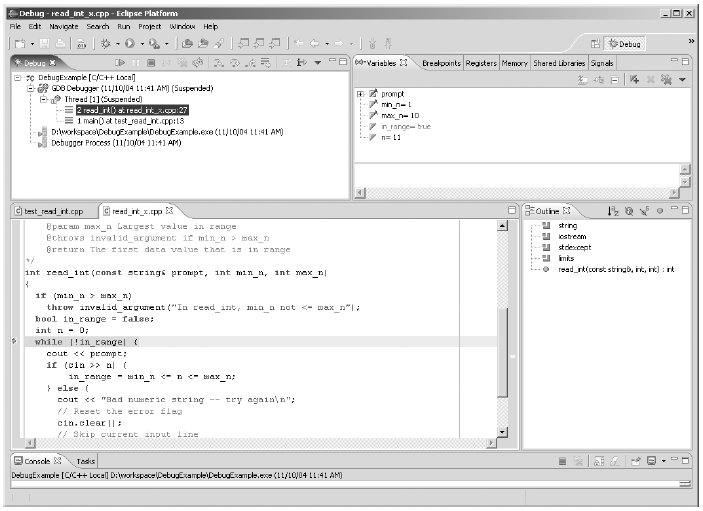 Debug - read_int_x.cpp - Eclipse Platform
File Edit Navigate Search Run Project Window Help
Debug
Debug
DebugExample [C/C++ Local]
GDB Debugger (11/10/04 11:41 AM) (Suspended)
Thread [1] (Suspended)
2 read_int() at read_int_x.cpp:27
1 main() at test_read_int.cpp:13
D:\workspace\DebugExample\DebugExample.exe (11/10/04 11:41 AM)
Debugger Process (11/10/04 11:41 AM)
Variables Breakpoints Registers Memory Shared Libraries Signals
prompt
min_n= 1
max_n= 10
in_range= true
n= 11
test_read_int.cpp read_int_x.cpp
@param max_n Largest value in range
@throws invalid_argument if min_n > max_n
@return The first data value that is in range
*/
int read_int(const string& prompt, int min_n, int max_n)
{
if (min_n > max_n)
throw invalid_argument("In read_int, min_n not <= max_n");
bool in_range = false;
int n = 0;
while (!in_range) {
cout << prompt;
if (cin >> n) {
in_range = min_n <= n <= max_n;
} else {
cout << "Bad numeric string -- try again\n";
// Reset the error flag
cin.clear();
// Skip current input line
Outline
string
iostream
stdexcept
limits
read_int(const string&, int, int) : int
Console Tasks
DebugExample [C/C++ Local] D:\workspace\DebugExample\DebugExample.exe (11/10/04 11:41 AM)